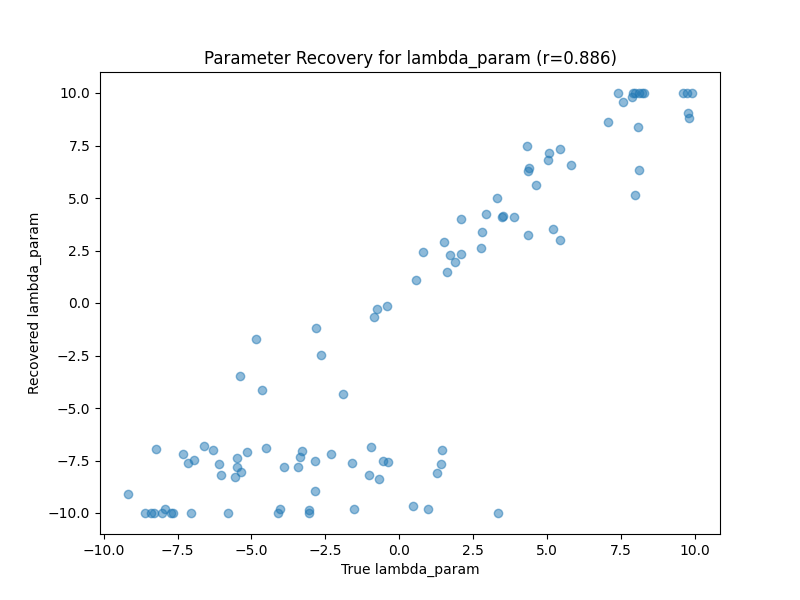 Parameter Recovery for lambda_param (r=0.886)
10.0
7.5
5.0
2.5
0.0
−2.5
−5.0
−7.5
−10.0
Recovered lambda_param
−10.0 −7.5 −5.0 −2.5 0.0 2.5 5.0 7.5 10.0
True lambda_param